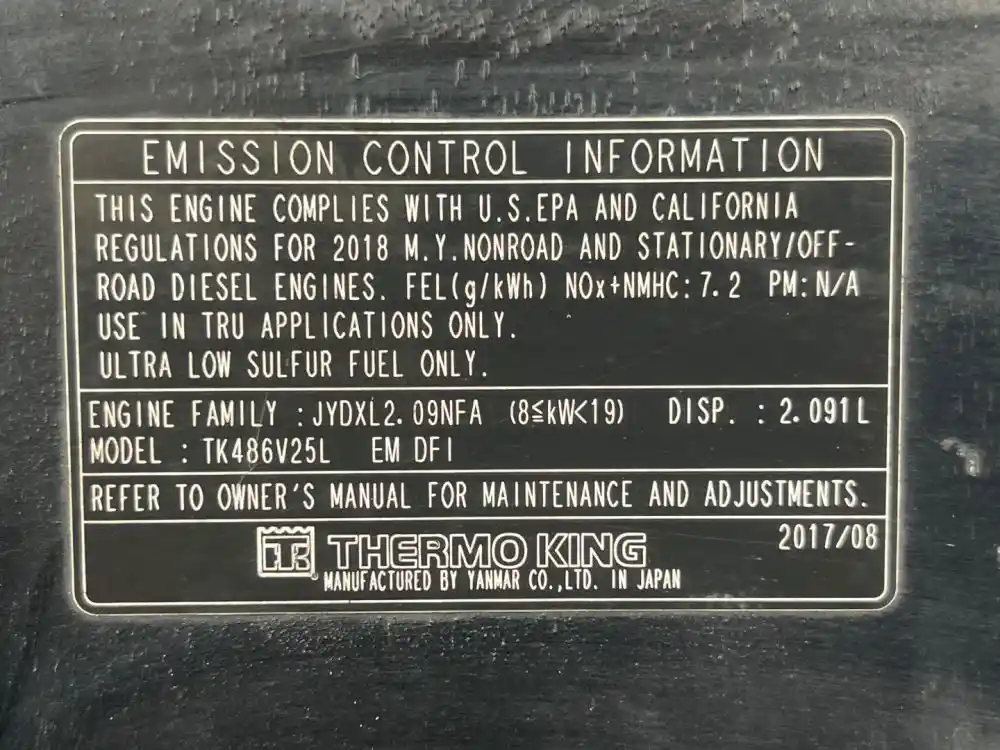 EMISSION CONTROL INFORMATION
THIS ENGINE COMPLIES WITH U.S.EPA AND CALIFORNIA
REGULATIONS FOR 2018 M.Y.NONROAD AND STATIONARY/OFF-
ROAD DIESEL ENGINES. FEL(g/kWh) NOx+NMHC:7.2 PM:N/A
USE IN TRU APPLICATIONS ONLY.
ULTRA LOW SULFUR FUEL ONLY.
ENGINE FAMILY :JYDXL2.09NFA (8≦kW<19) DISP. :2.091L
MODEL :TK486V25L EM DFI
REFER TO OWNER'S MANUAL FOR MAINTENANCE AND ADJUSTMENTS.
2017/08
TK® THERMO KING
MANUFACTURED BY YANMAR CO.,LTD. IN JAPAN